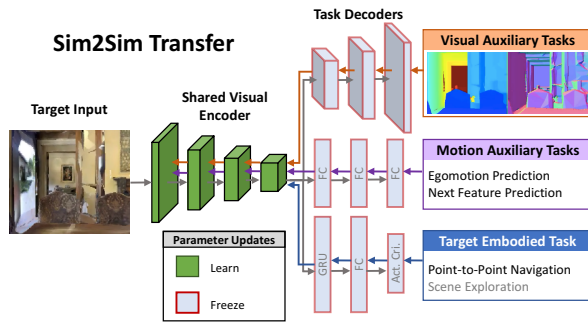 Sim2Sim Transfer
Task Decoders
Visual Auxiliary Tasks
Target Input
Shared Visual
Encoder
Motion Auxiliary Tasks
FC
FC
FC
Egomotion Prediction
Next Feature Prediction
Parameter Updates
Learn
Freeze
GRU
FC
Act. Cri.
Target Embodied Task
Point-to-Point Navigation
Scene Exploration